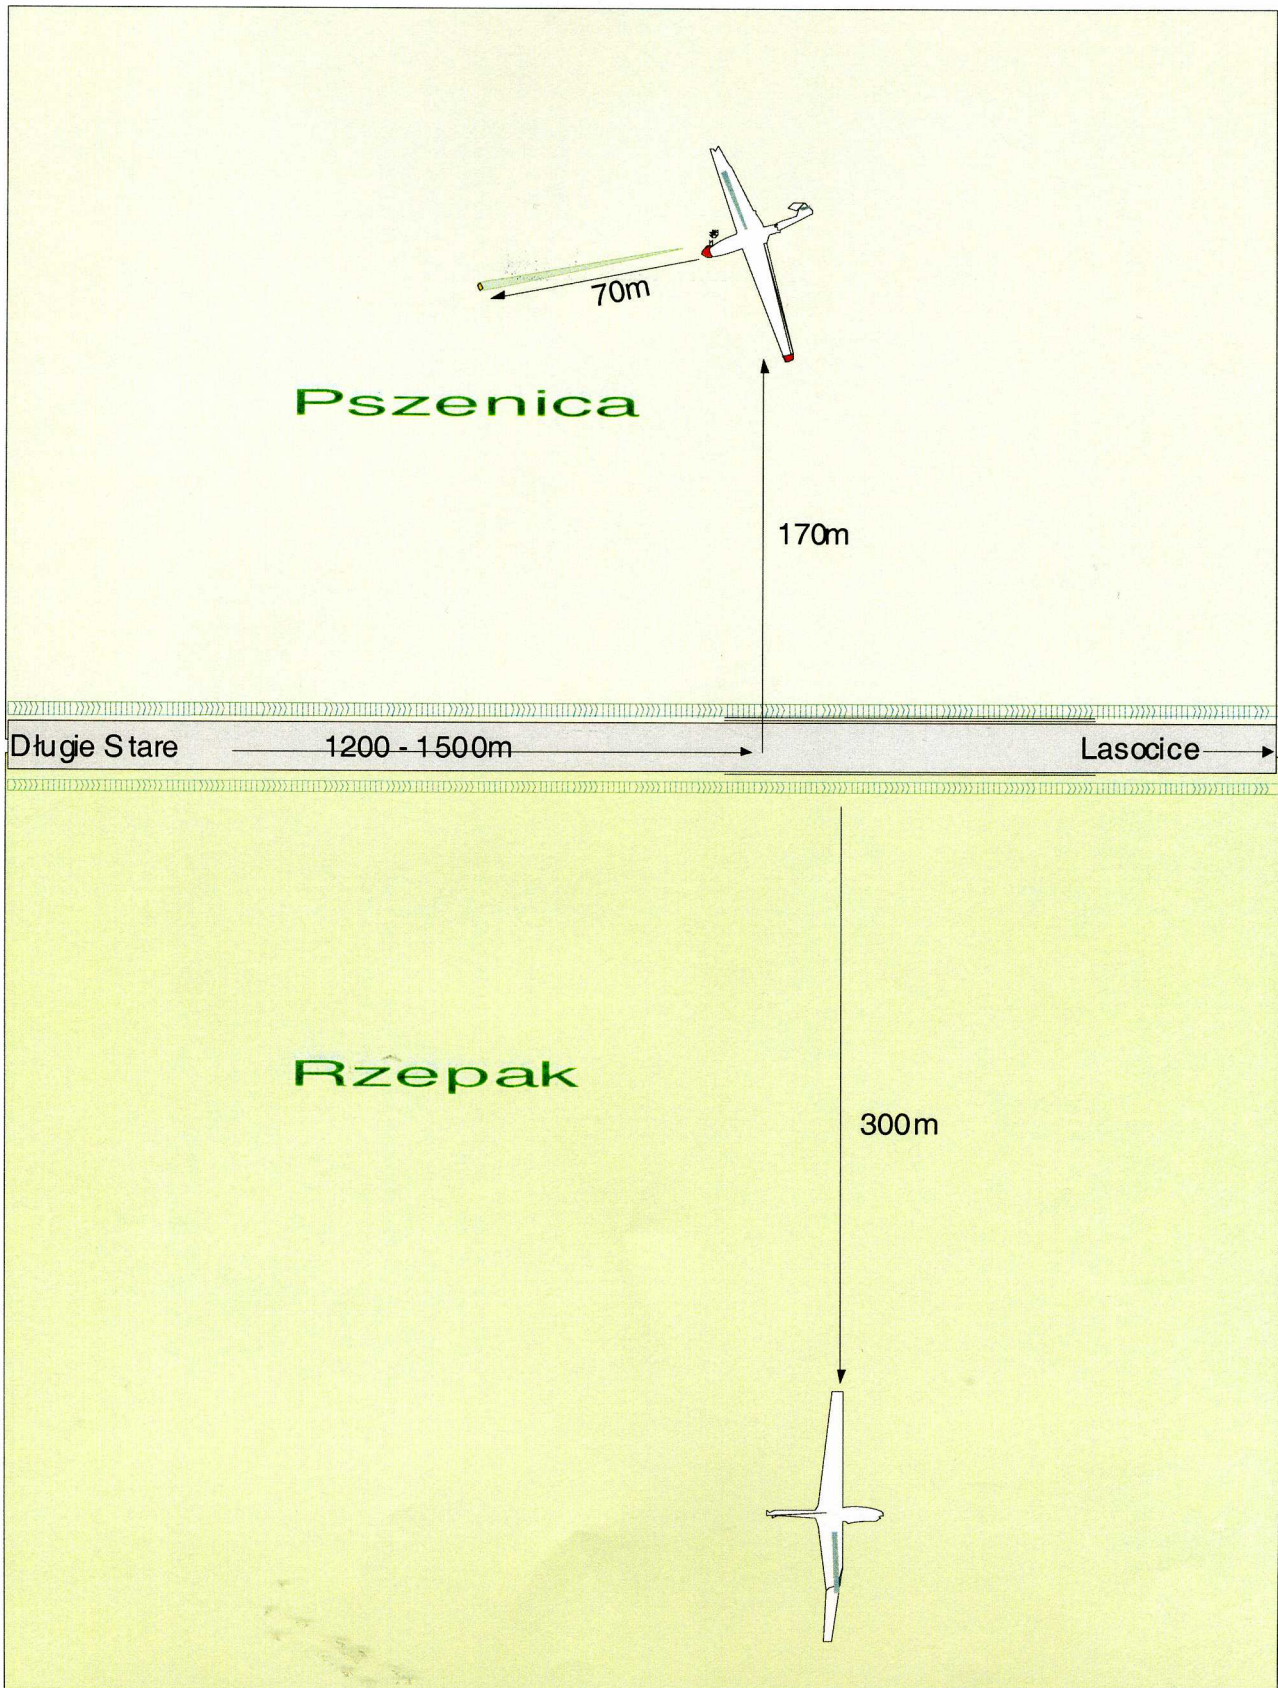 70m
Pszenica
170m
Długie Stare 1200 - 1500m Lasocice
Rzepak
300m